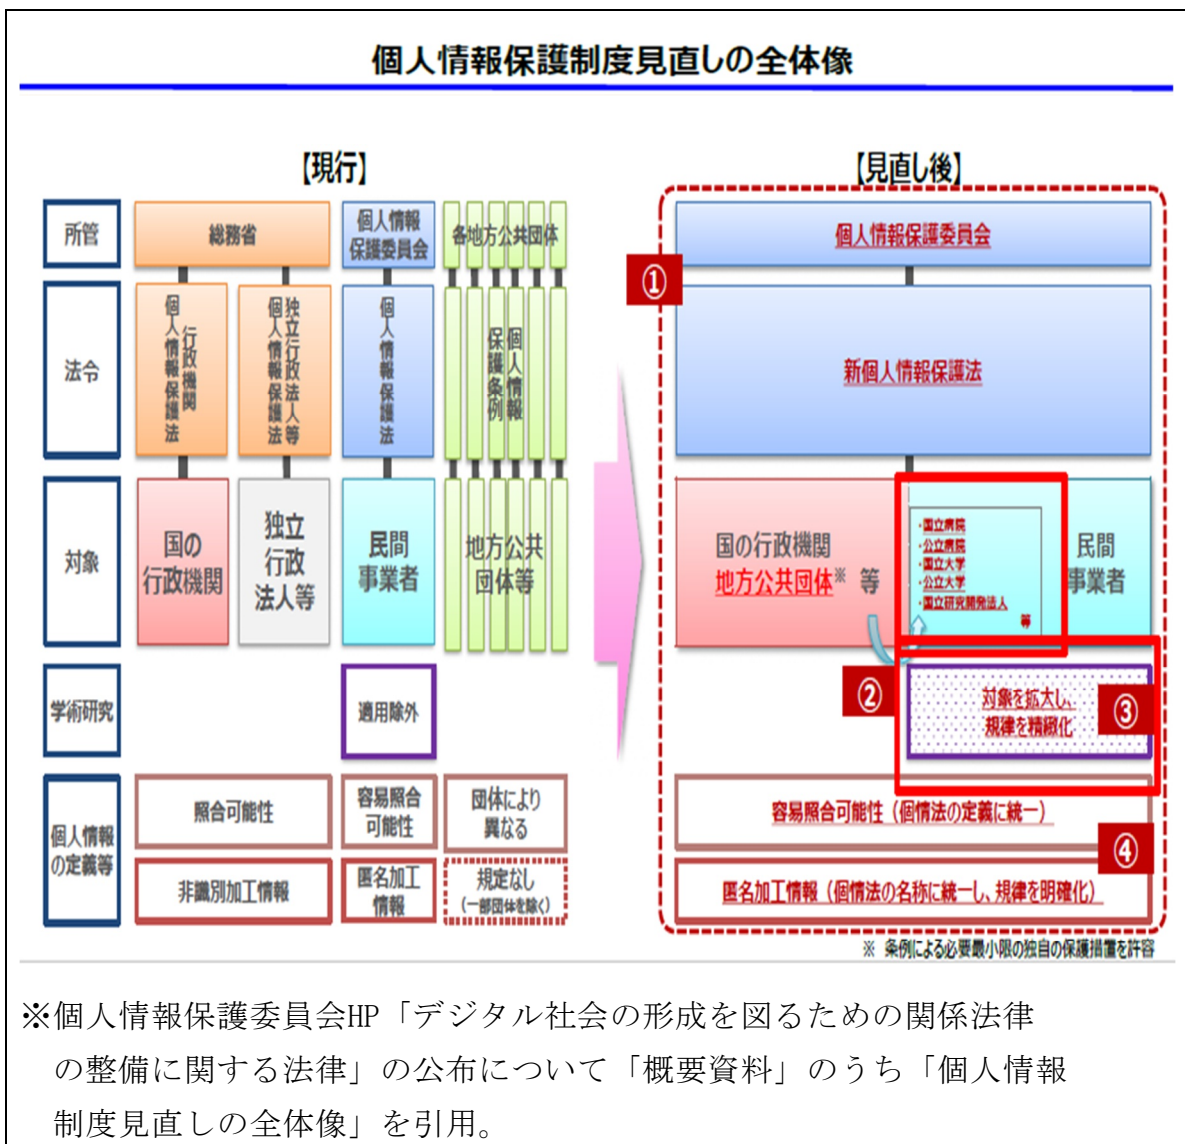 個人情報保護制度見直しの全体像
【現行】
所管
総務省
個人情報
保護委員会
各地方公共団体
法令
行政機関
個人情報保護法
独立行政法人等
個人情報保護法
個人情報保護法
個人情報
保護条例
対象
国の
行政機関
独立
行政
法人等
民間
事業者
地方公共
団体等
学術研究
適用除外
個人情報
の定義等
照合可能性
容易照合
可能性
団体により
異なる
非識別加工情報
匿名加工
情報
規定なし
(一部団体を除く)
【見直し後】
①
個人情報保護委員会
新個人情報保護法
国の行政機関
地方公共団体※ 等
・国立病院
・公立病院
・国立大学
・公立大学
・国立研究開発法人
等
民間
事業者
②
対象を拡大し、
規律を精緻化
③
容易照合可能性（個情法の定義に統一）
④
匿名加工情報（個情法の名称に統一し、規律を明確化）
※ 条例による必要最小限の独自の保護措置を許容
※個人情報保護委員会HP「デジタル社会の形成を図るための関係法律
の整備に関する法律」の公布について「概要資料」のうち「個人情報
制度見直しの全体像」を引用。